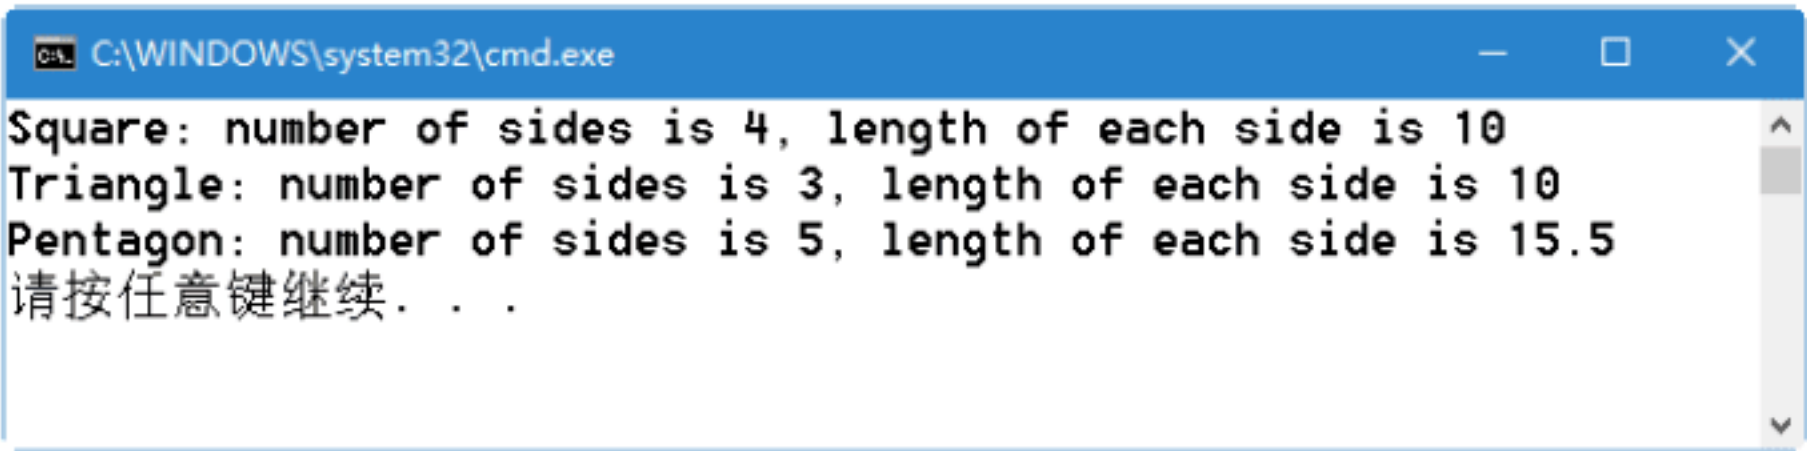 C:\WINDOWS\system32\cmd.exe
Square: number of sides is 4, length of each side is 10
Triangle: number of sides is 3, length of each side is 10
Pentagon: number of sides is 5, length of each side is 15.5
请按任意键继续. . .